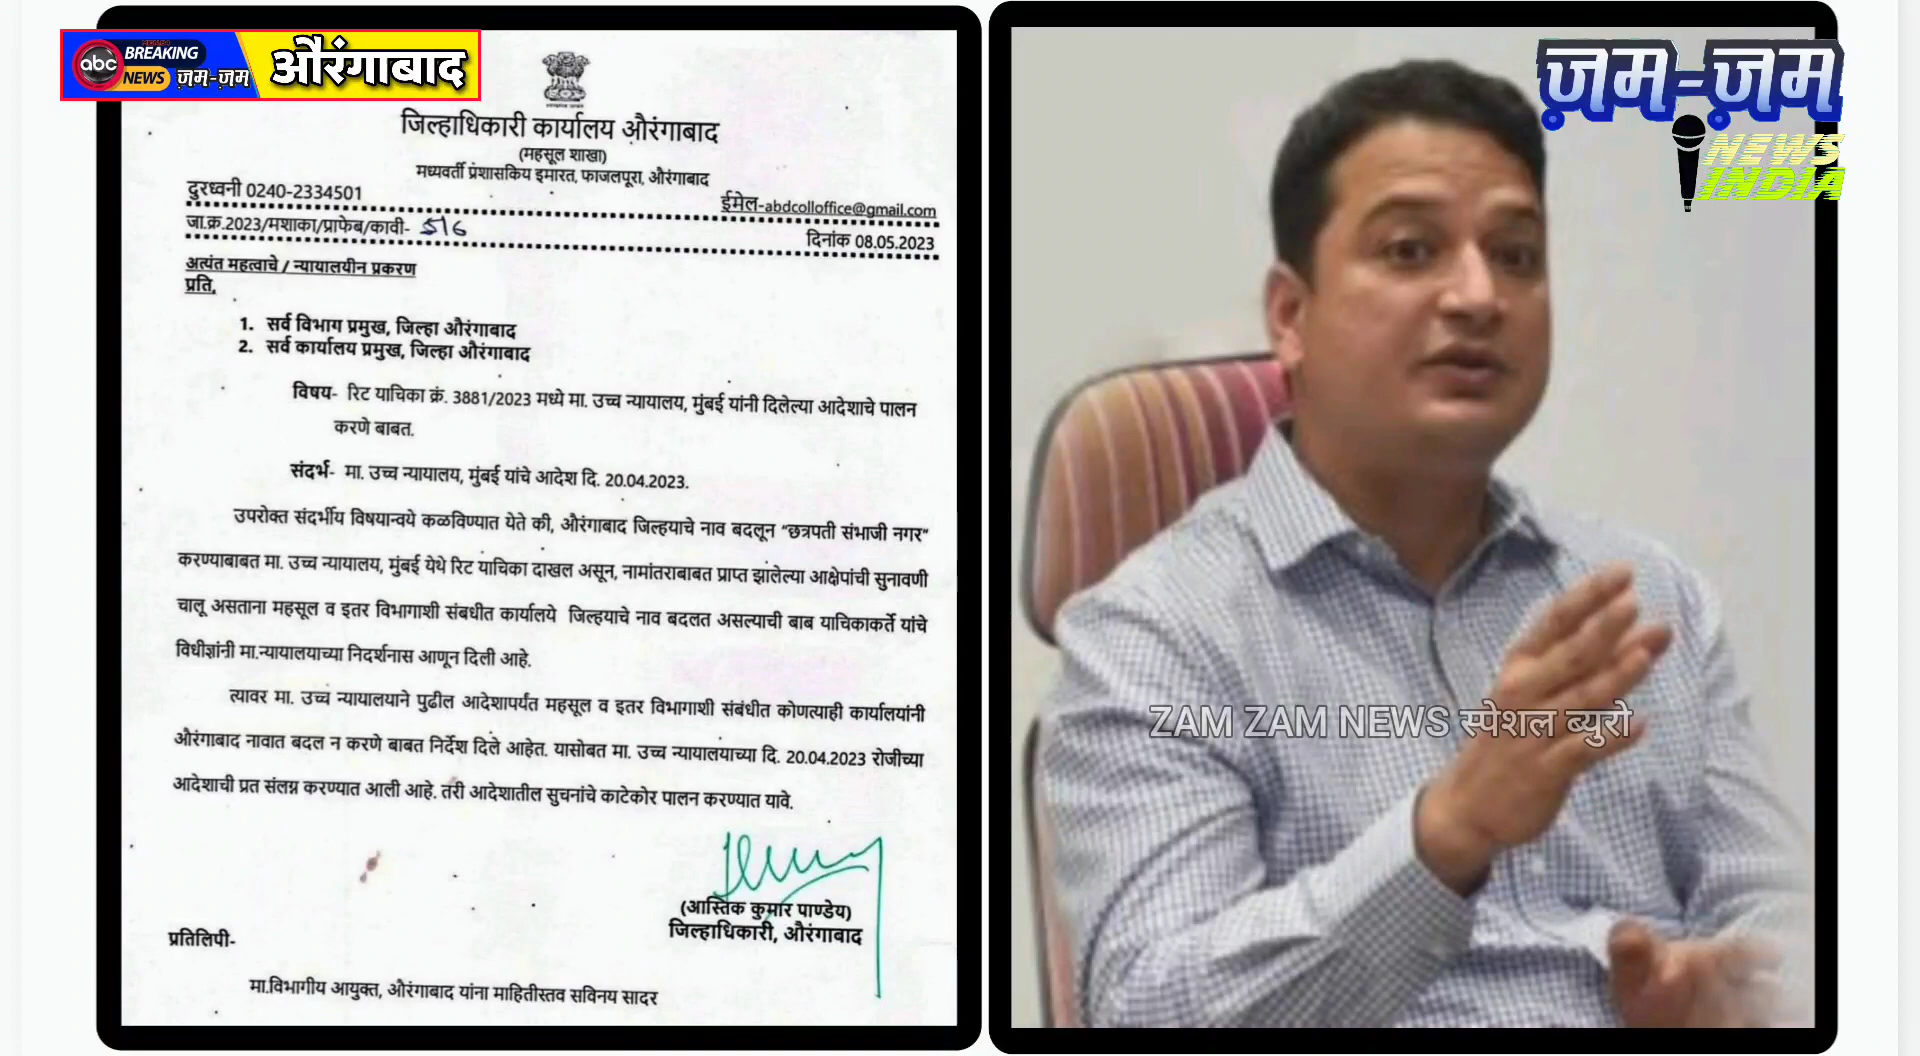 abc BREAKING NEWS ज़म-ज़म
औरंगाबाद
जिल्हाधिकारी कार्यालय औरंगाबाद
(महसूल शाखा)
मध्यवर्ती प्रंशासकिय इमारत, फाजलपूरा, औरंगाबाद
दुरध्वनी 0240-2334501
ईमेल-abdcolloffice@gmail.com
जा.क्र.2023/मशाका/प्राफेब/कावी- 516
दिनांक 08.05.2023
अत्यंत महत्वाचे / न्यायालयीन प्रकरण
प्रति,
1. सर्व विभाग प्रमुख, जिल्हा औरंगाबाद
2. सर्व कार्यालय प्रमुख, जिल्हा औरंगाबाद
विषय- रिट याचिका क्रं. 3881/2023 मध्ये मा. उच्च न्यायालय, मुंबई यांनी दिलेल्या आदेशाचे पालन
करणे बाबत.
संदर्भ- मा. उच्च न्यायालय, मुंबई यांचे आदेश दि. 20.04.2023.
उपरोक्त संदर्भीय विषयान्वये कळविण्यात येते की, औरंगाबाद जिल्हयाचे नाव बदलून “छत्रपती संभाजी नगर”
करण्याबाबत मा. उच्च न्यायालय, मुंबई येथे रिट याचिका दाखल असून, नामांतराबाबत प्राप्त झालेल्या आक्षेपांची सुनावणी
चालू असताना महसूल व इतर विभागाशी संबधीत कार्यालये जिल्हयाचे नाव बदलत असल्याची बाब याचिकाकर्ते यांचे
विधीज्ञांनी मा.न्यायालयाच्या निदर्शनास आणून दिली आहे.
त्यावर मा. उच्च न्यायालयाने पुढील आदेशापर्यंत महसूल व इतर विभागाशी संबंधीत कोणत्याही कार्यालयांनी
औरंगाबाद नावात बदल न करणे बाबत निर्देश दिले आहेत. यासोबत मा. उच्च न्यायालयाच्या दि. 20.04.2023 रोजीच्या
आदेशाची प्रत संलग्न करण्यात आली आहे. तरी आदेशातील सुचनांचे काटेकोर पालन करण्यात यावे.
(आस्तिक कुमार पाण्डेय)
जिल्हाधिकारी, औरंगाबाद
प्रतिलिपी-
मा.विभागीय आयुक्त, औरंगाबाद यांना माहितीस्तव सविनय सादर
ज़म-ज़म
NEWS
INDIA
ZAM ZAM NEWS स्पेशल ब्युरो